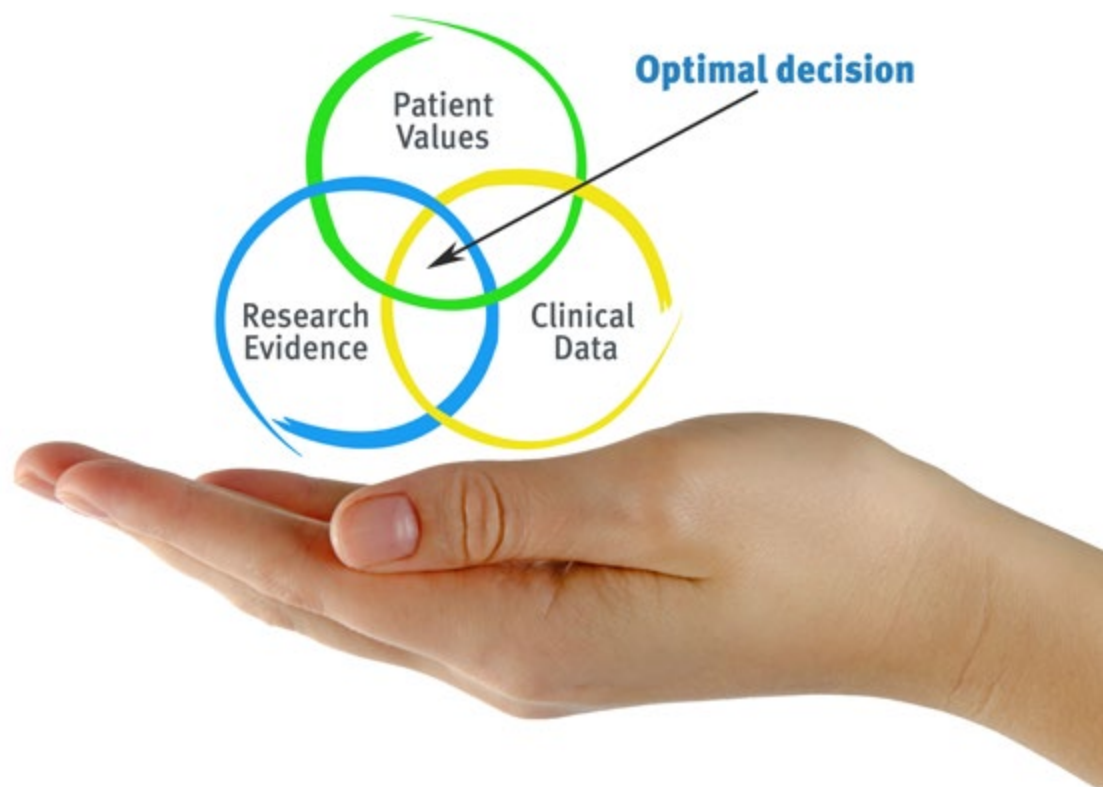 Optimal decision
Patient
Values
Research
Evidence
Clinical
Data